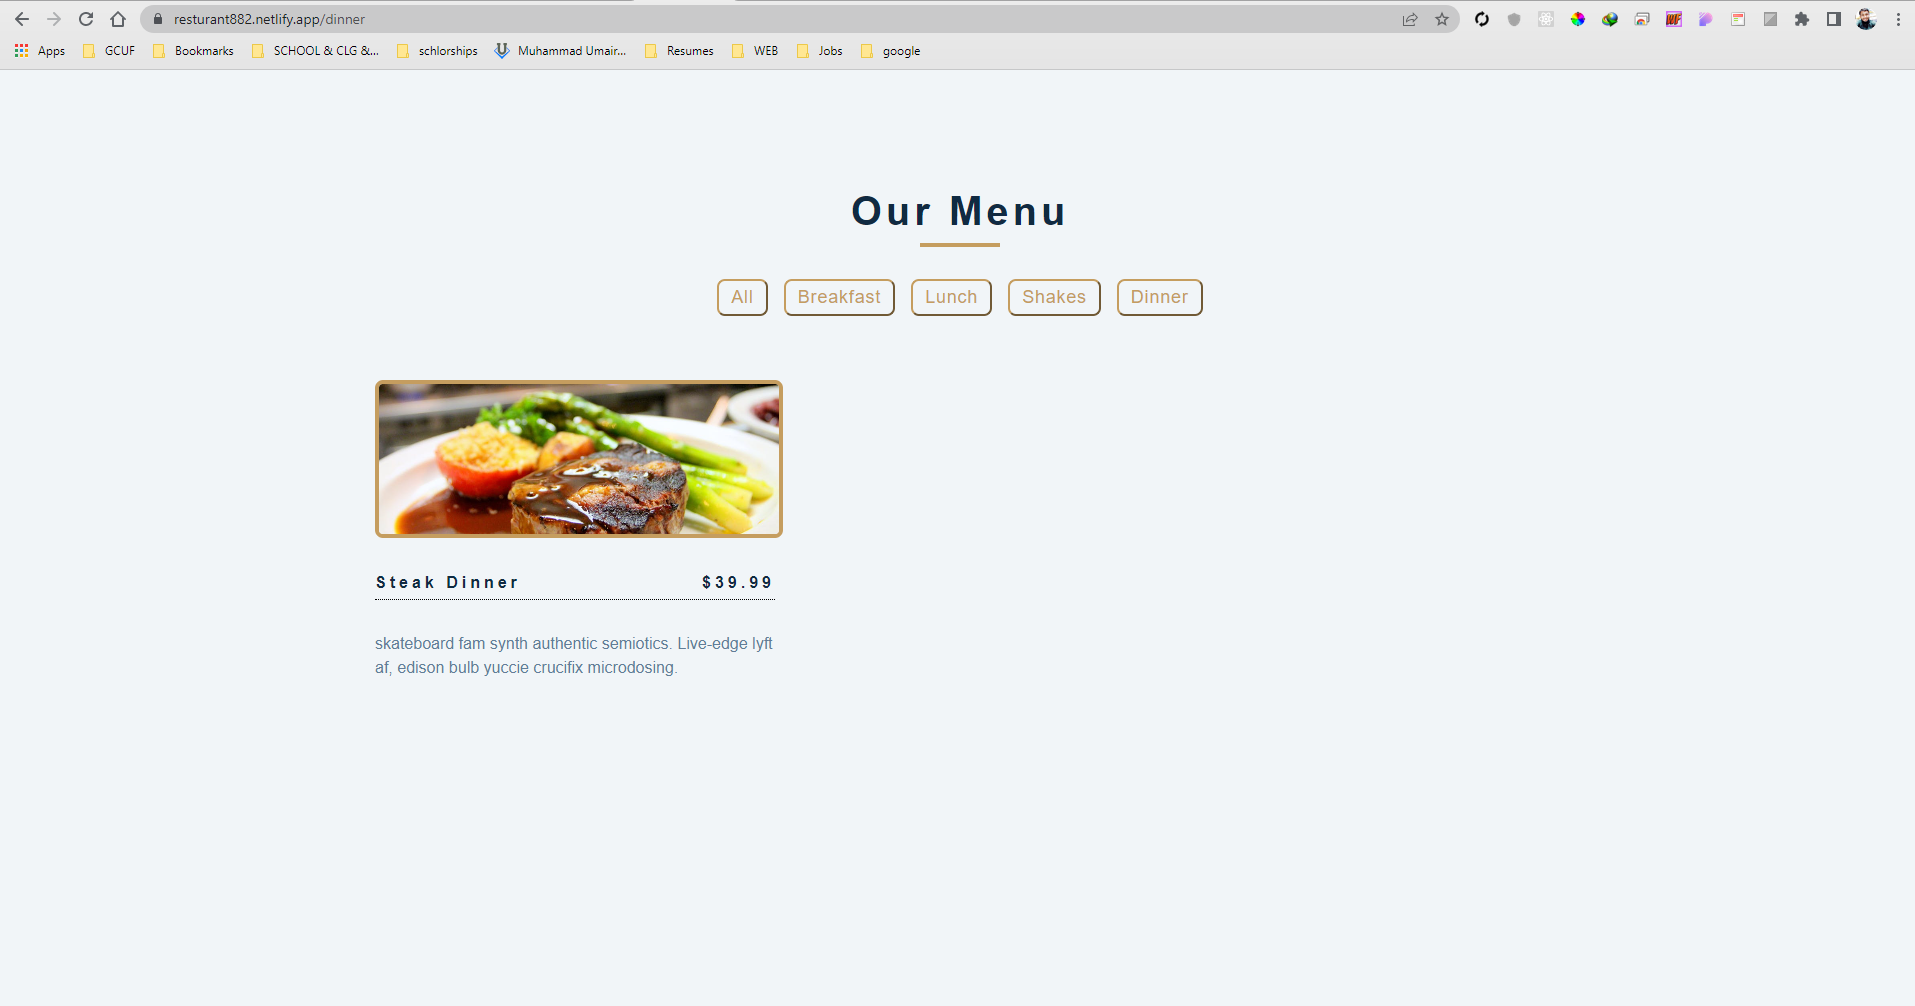 resturant882.netlify.app/dinner
Apps GCUF Bookmarks SCHOOL & CLG &... schlorships Muhammad Umair... Resumes WEB Jobs google
Our Menu
All Breakfast Lunch Shakes Dinner
Steak Dinner $39.99
skateboard fam synth authentic semiotics. Live-edge lyft
af, edison bulb yuccie crucifix microdosing.